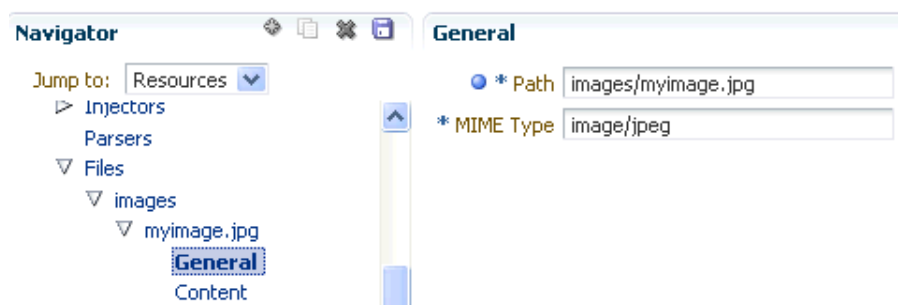 Navigator
Jump to: Resources
Injectors
Parsers
Files
images
myimage.jpg
General
Content
General
* Path images/myimage.jpg
* MIME Type image/jpeg